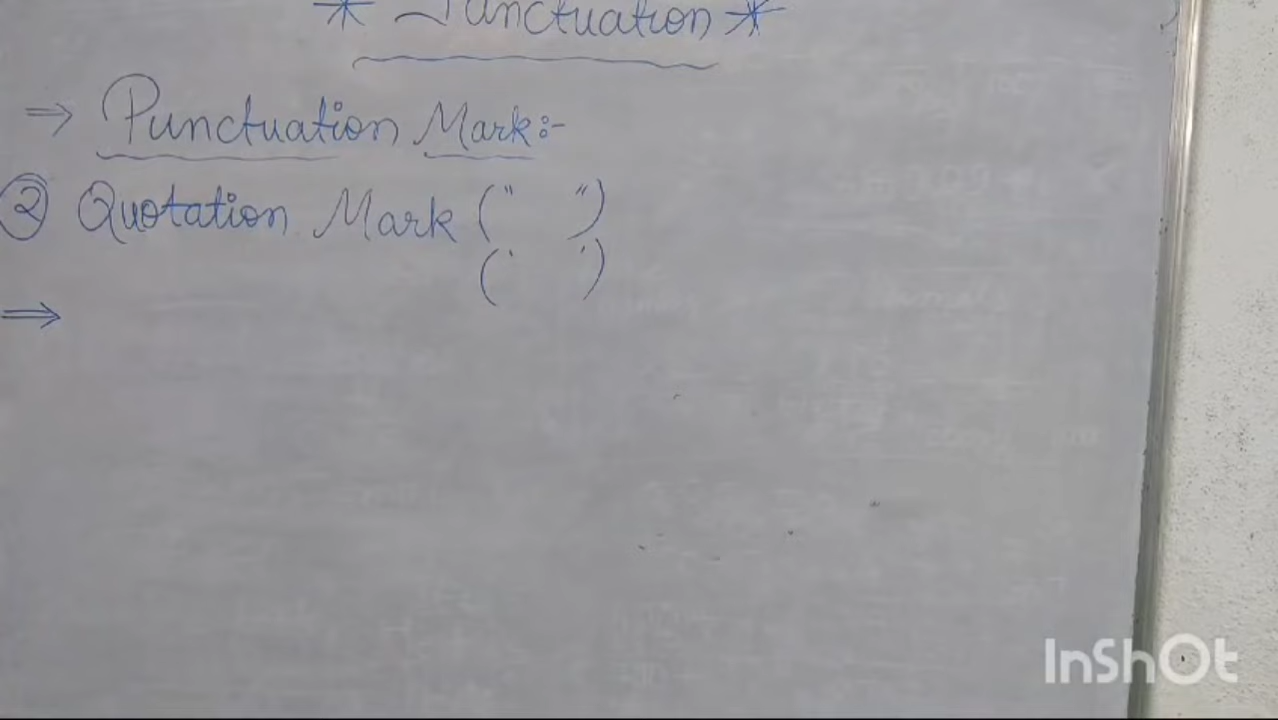 * Punctuation *
⇒ Punctuation Mark:-
② Quotation Mark (" ")
(' ')
⇒
InShOt